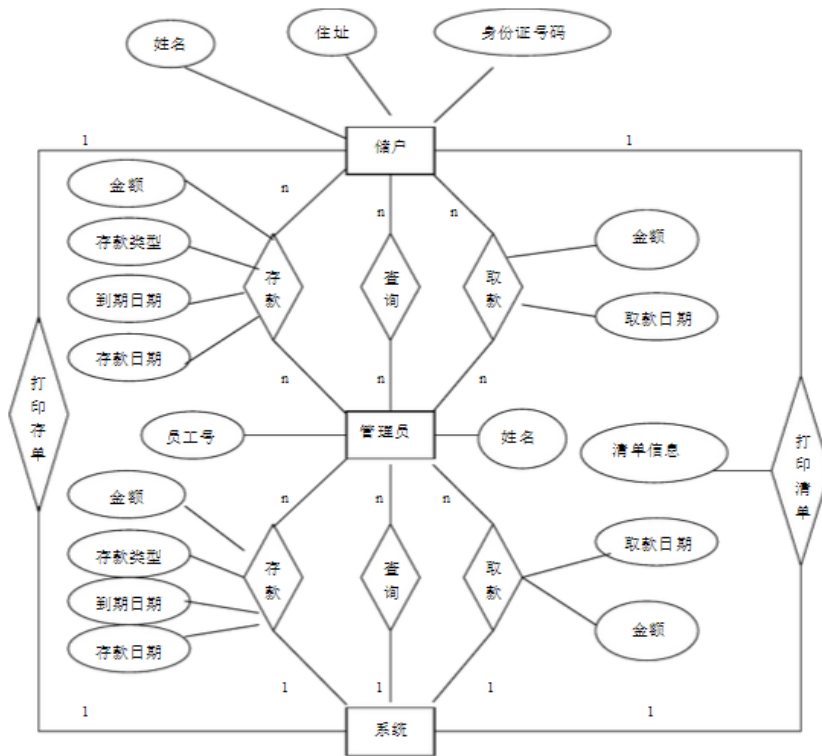 姓名
住址
身份证号码
1
储户
1
金额
n
n
n
存款类型
金额
存款
查询
取款
到期日期
取款日期
存款日期
打印存单
n
n
n
员工号
管理员
姓名
清单信息
打印清单
金额
n
n
n
存款类型
取款日期
存款
查询
取款
到期日期
金额
存款日期
1
1
1
1
系统
1